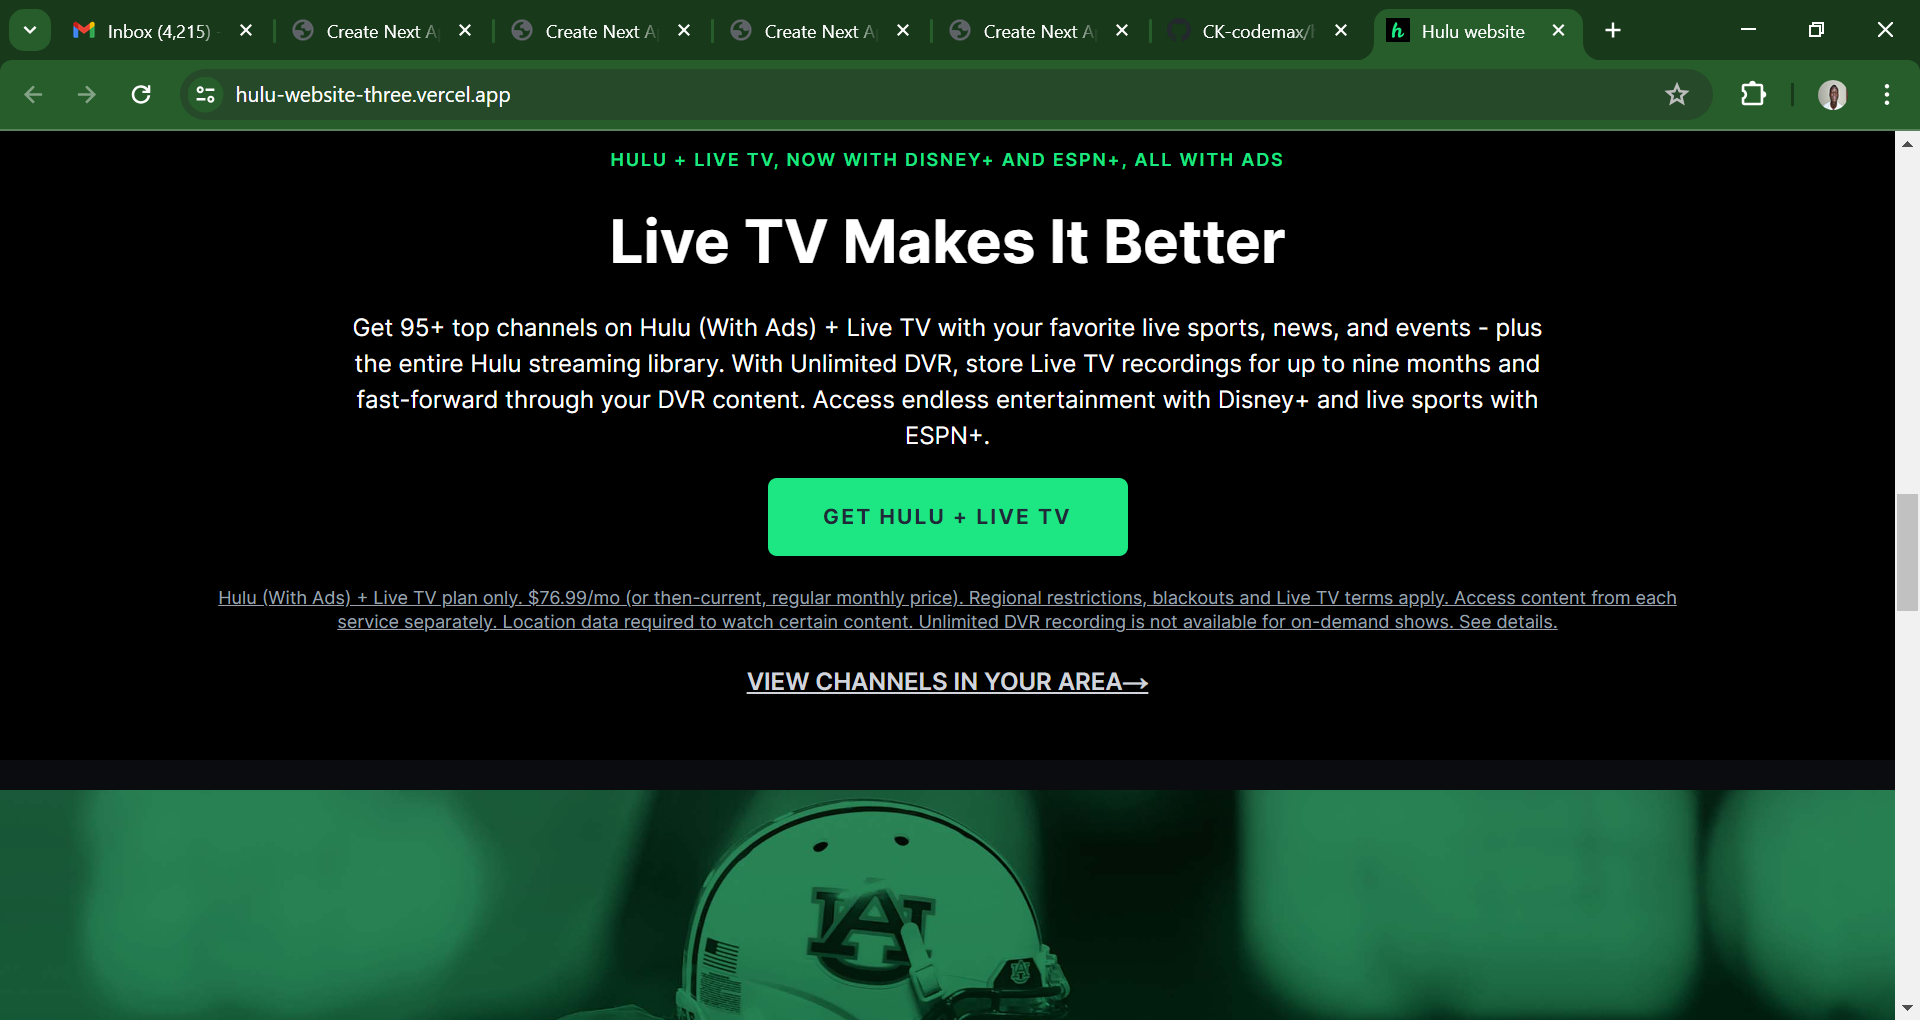 Inbox (4,215)
Create Next A
Create Next A
Create Next A
Create Next A
CK-codemax/h
Hulu website
hulu-website-three.vercel.app
HULU + LIVE TV, NOW WITH DISNEY+ AND ESPN+, ALL WITH ADS
Live TV Makes It Better
Get 95+ top channels on Hulu (With Ads) + Live TV with your favorite live sports, news, and events - plus
the entire Hulu streaming library. With Unlimited DVR, store Live TV recordings for up to nine months and
fast-forward through your DVR content. Access endless entertainment with Disney+ and live sports with
ESPN+.
GET HULU + LIVE TV
Hulu (With Ads) + Live TV plan only. $76.99/mo (or then-current, regular monthly price). Regional restrictions, blackouts and Live TV terms apply. Access content from each
service separately. Location data required to watch certain content. Unlimited DVR recording is not available for on-demand shows. See details.
VIEW CHANNELS IN YOUR AREA→
AU